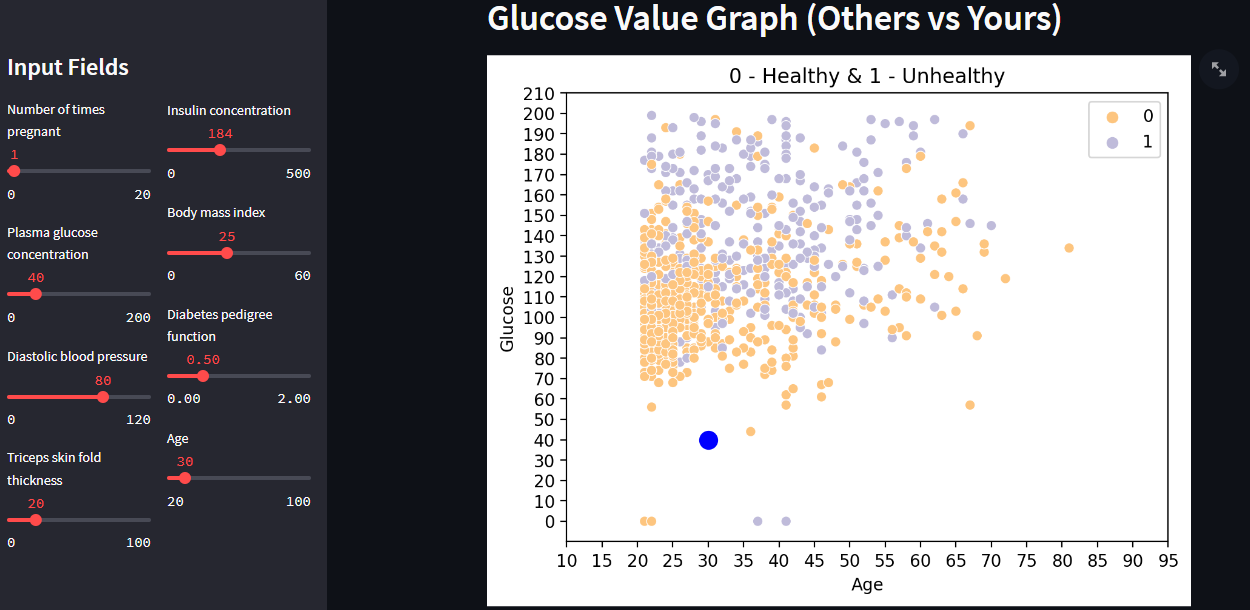 Glucose Value Graph (Others vs Yours)
Input Fields
Number of times
pregnant
1
0 20
Plasma glucose
concentration
40
0 200
Diastolic blood pressure
80
0 120
Triceps skin fold
thickness
20
0 100
Insulin concentration
184
0 500
Body mass index
25
0 60
Diabetes pedigree
function
0.50
0.00 2.00
Age
30
20 100
0 - Healthy & 1 - Unhealthy
0
1
Glucose
210
200
190
180
170
160
150
140
130
120
110
100
90
80
70
60
50
40
30
20
10
0
10 15 20 25 30 35 40 45 50 55 60 65 70 75 80 85 90 95
Age